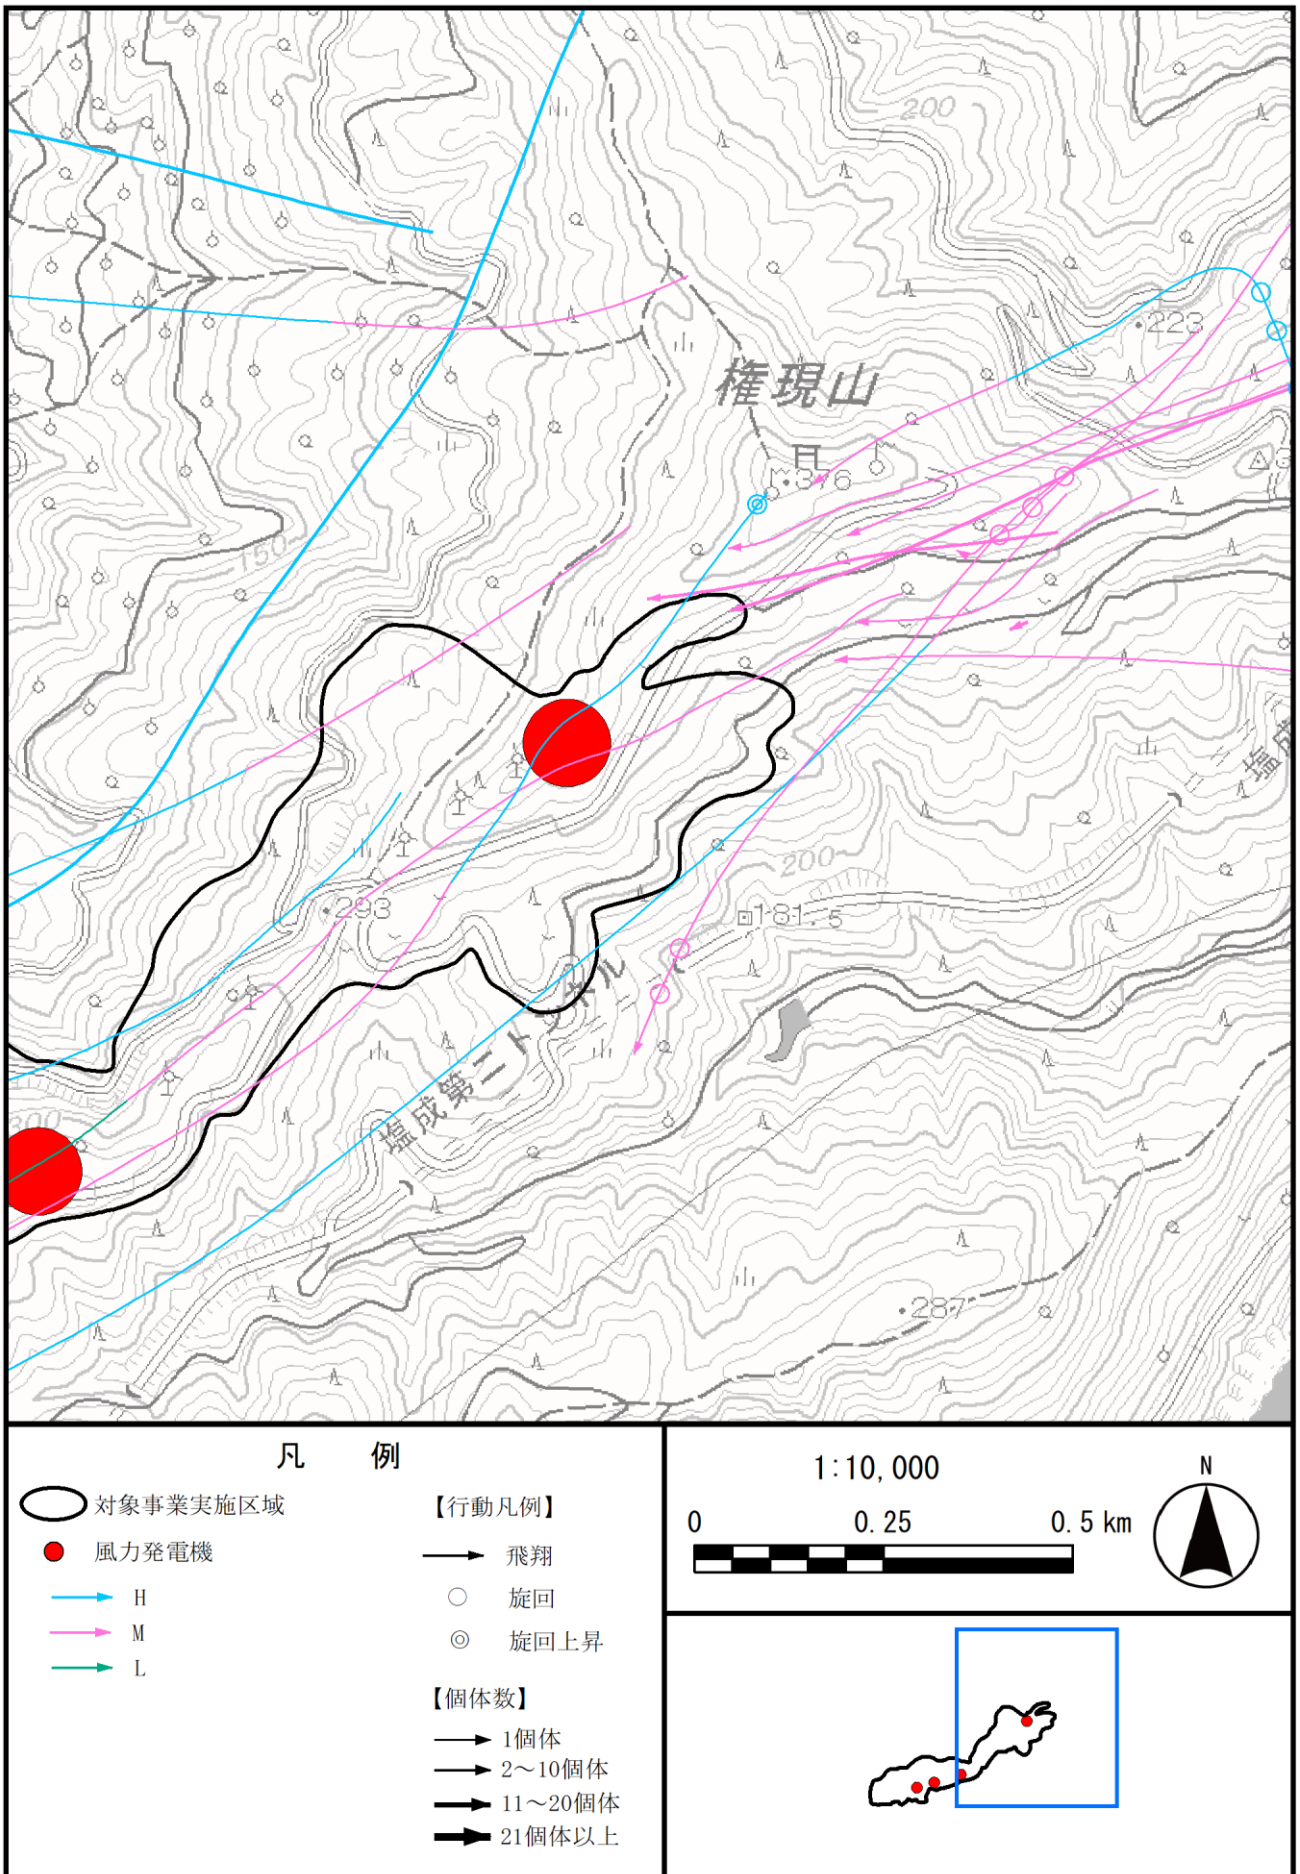 200
223
権現山
376
150
塩成
200
293
181.5
塩成第二トンネル
300
287
凡 例
対象事業実施区域
風力発電機
H
M
L
【行動凡例】
飛翔
旋回
旋回上昇
【個体数】
1個体
2～10個体
11～20個体
21個体以上
1:10,000
0 0.25 0.5 km
N